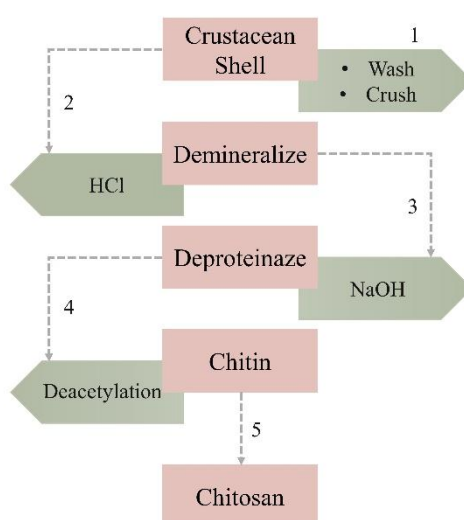 Crustacean
Shell
1
• Wash
• Crush
2
Demineralize
HCl
3
Deproteinaze
NaOH
4
Chitin
Deacetylation
5
Chitosan